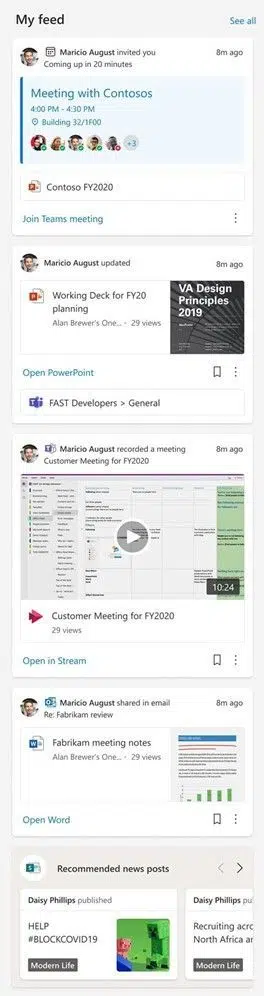 My feed
See all
Maricio August invited you
8m ago
Coming up in 20 minutes
Meeting with Contosos
4:00 PM - 4:30 PM
Building 32/1F00
+3
Contoso FY2020
Join Teams meeting
Maricio August updated
8m ago
Working Deck for FY20
planning
Alan Brewer's One... · 29 views
VA Design
Principles
2019
Open PowerPoint
FAST Developers > General
Maricio August recorded a meeting
8m ago
Customer Meeting for FY2020
10:24
Customer Meeting for FY2020
29 views
Open in Stream
Maricio August shared in email
8m ago
Re: Fabrikam review
Fabrikam meeting notes
Alan Brewer's One... · 29 views
Open Word
Recommended news posts
Daisy Phillips published
HELP
#BLOCKCOVID19
Modern Life
Daisy Phillips pu
Recruiting acro
North Africa ar
Modern Life